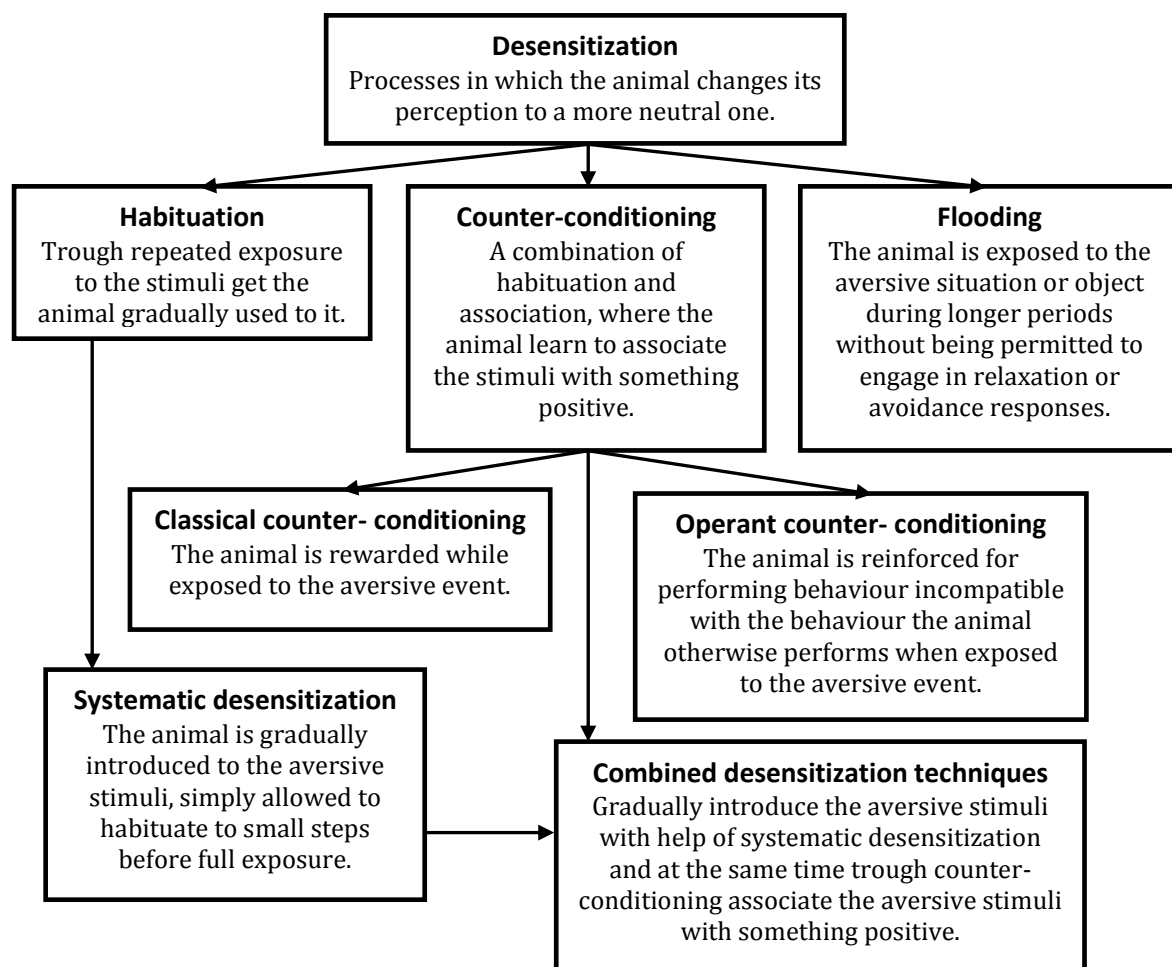 Desensitization
Processes in which the animal changes its
perception to a more neutral one.
Habituation
Trough repeated exposure
to the stimuli get the
animal gradually used to it.
Counter-conditioning
A combination of
habituation and
association, where the
animal learn to associate
the stimuli with something
positive.
Flooding
The animal is exposed to the
aversive situation or object
during longer periods
without being permitted to
engage in relaxation or
avoidance responses.
Classical counter- conditioning
The animal is rewarded while
exposed to the aversive event.
Operant counter- conditioning
The animal is reinforced for
performing behaviour incompatible
with the behaviour the animal
otherwise performs when exposed
to the aversive event.
Systematic desensitization
The animal is gradually
introduced to the aversive
stimuli, simply allowed to
habituate to small steps
before full exposure.
Combined desensitization techniques
Gradually introduce the aversive stimuli
with help of systematic desensitization
and at the same time trough counter-
conditioning associate the aversive stimuli
with something positive.